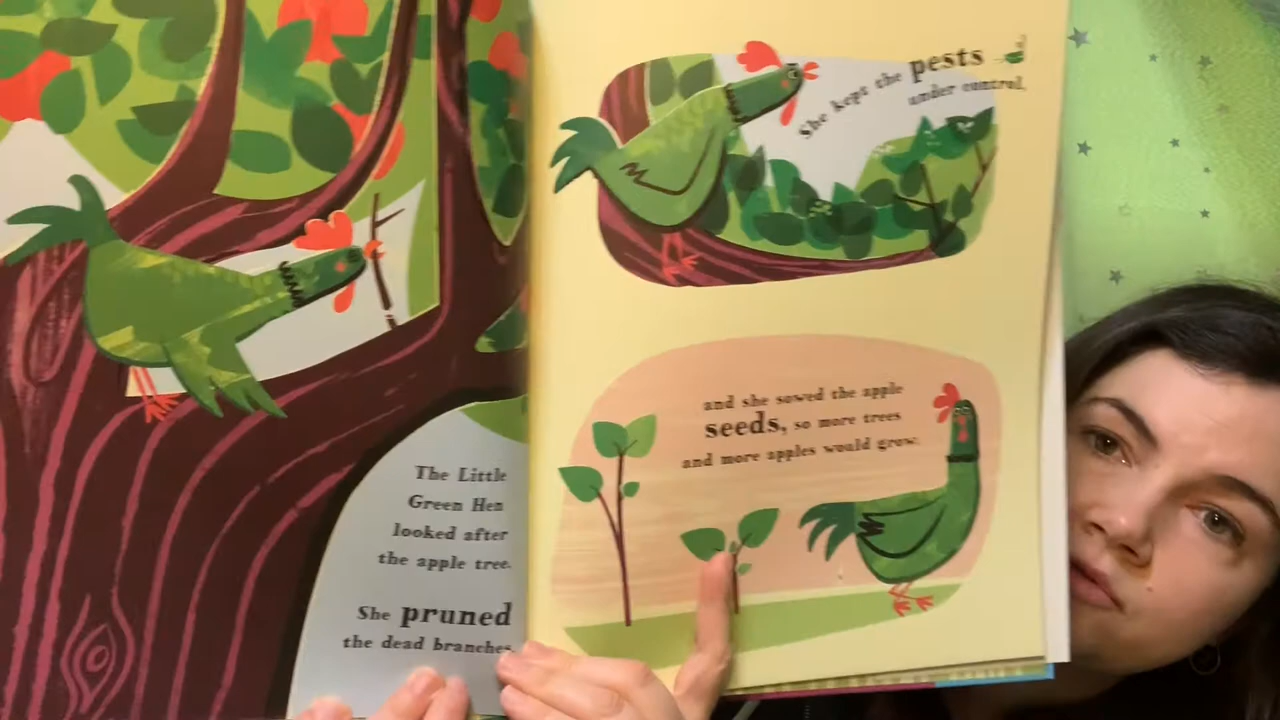 The Little
Green Hen
looked after
the apple tree.
She pruned
the dead branches
She kept the pests
under control,
and she sowed the apple
seeds, so more trees
and more apples would grow.